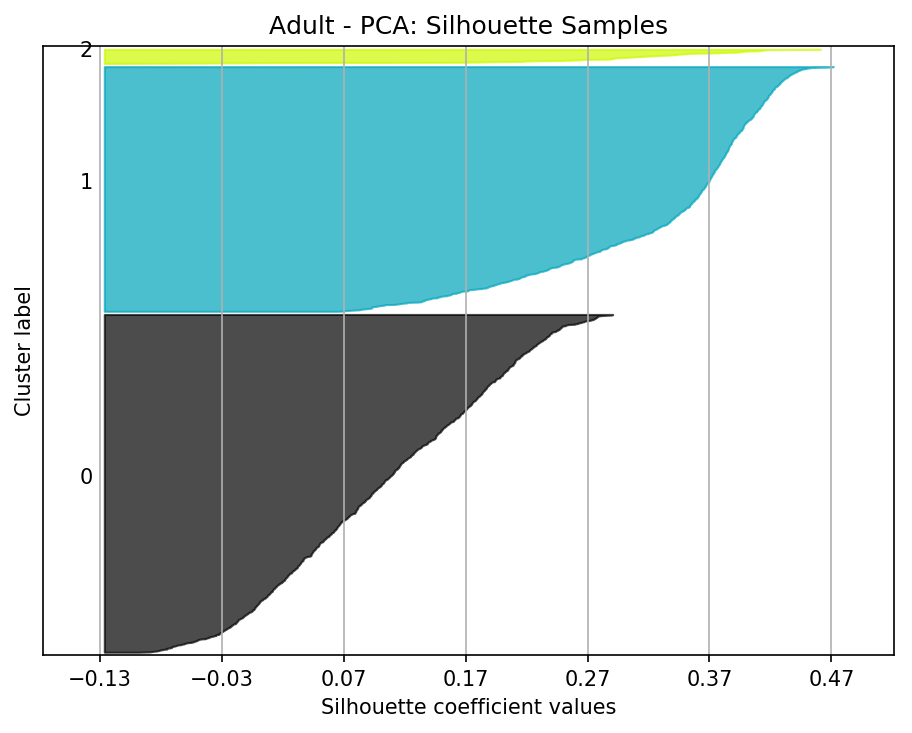 Adult - PCA: Silhouette Samples
2
1
0
Cluster label
−0.13 −0.03 0.07 0.17 0.27 0.37 0.47
Silhouette coefficient values